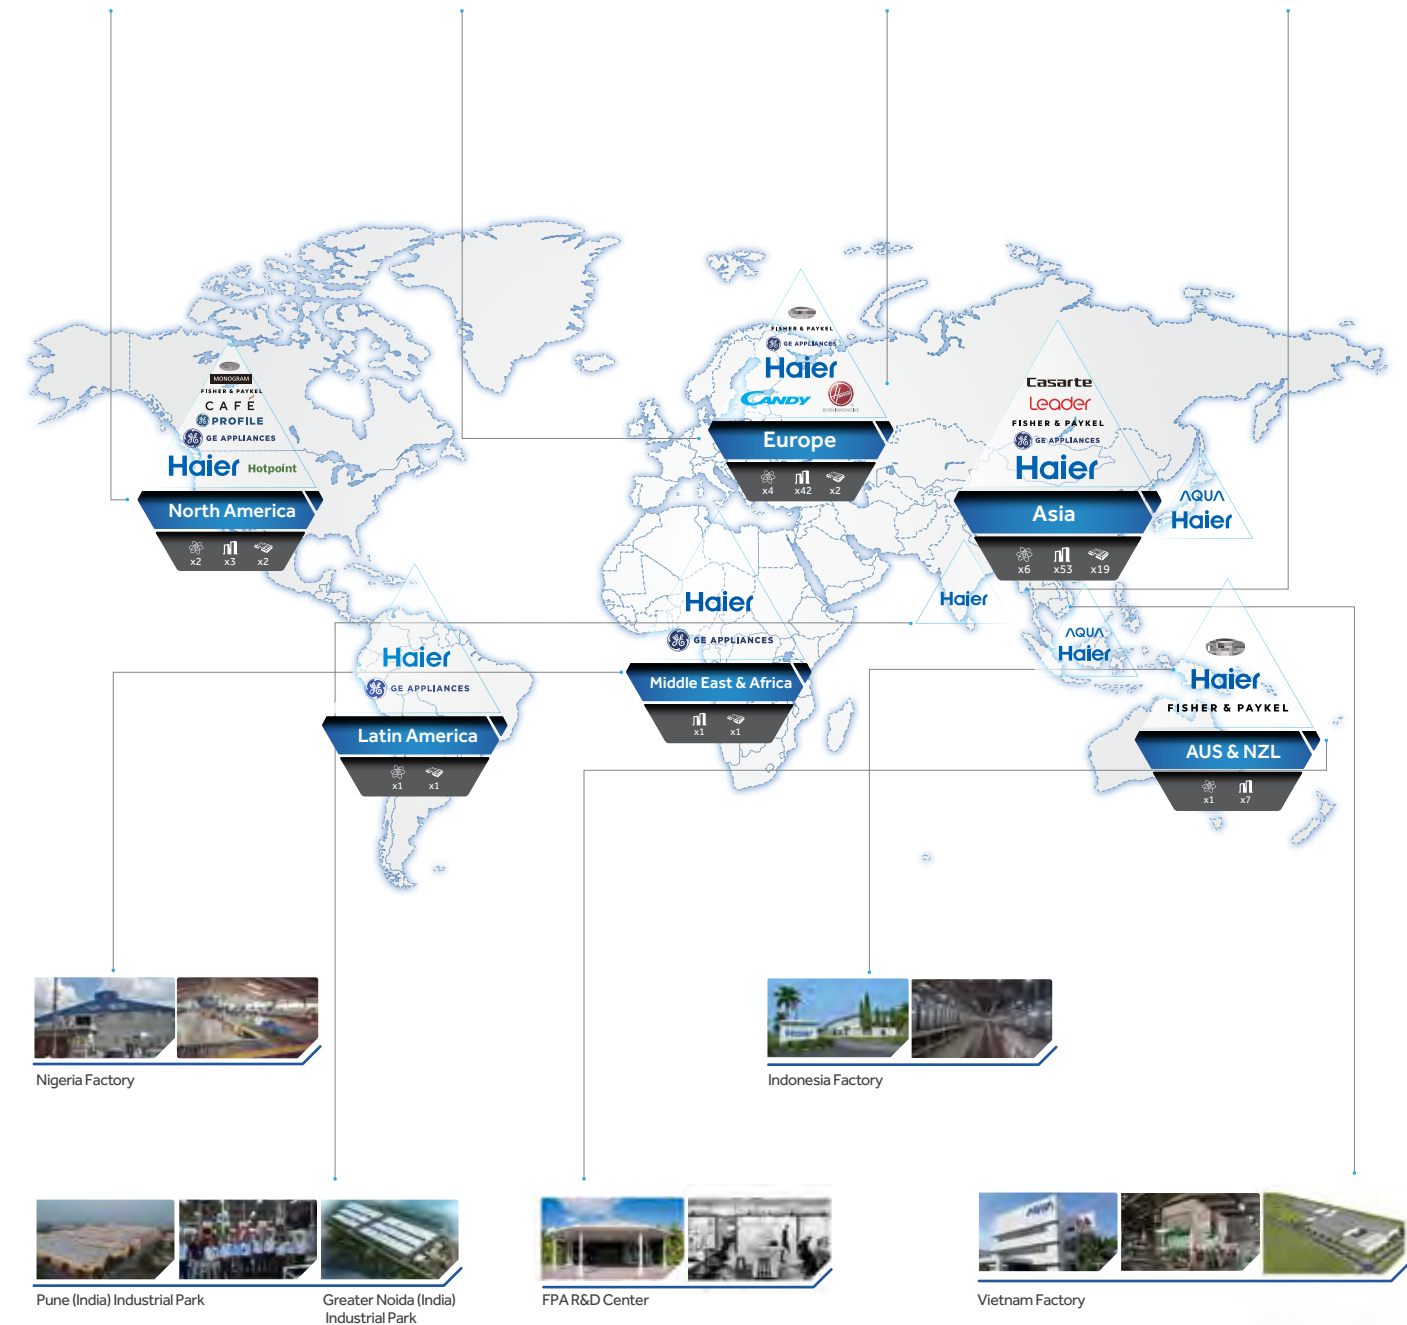 MONOGRAM
FISHER & PAYKEL
CAFÉ
PROFILE
GE APPLIANCES
Haier Hotpoint
North America
x2 x3 x2
FISHER & PAYKEL
GE APPLIANCES
Haier
CANDY Hoover
BORN INNOVATIVE
Europe
x4 x42 x2
Casarte
Leader
FISHER & PAYKEL
GE APPLIANCES
Haier
Asia
x6 x53 x19
AQUA
Haier
Haier
AQUA
Haier
Haier
GE APPLIANCES
Middle East & Africa
x1 x1
Haier
GE APPLIANCES
Latin America
x1 x1
Haier
FISHER & PAYKEL
AUS & NZL
x1 x7
Nigeria Factory
Indonesia Factory
Pune (India) Industrial Park
Greater Noida (India)
Industrial Park
FPA R&D Center
AQUA
Vietnam Factory